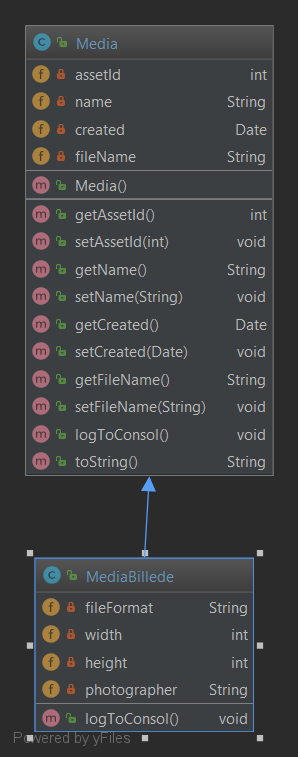 C Media
f assetId int
f name String
f created Date
f fileName String
m Media()
m getAssetId() int
m setAssetId(int) void
m getName() String
m setName(String) void
m getCreated() Date
m setCreated(Date) void
m getFileName() String
m setFileName(String) void
m logToConsol() void
m toString() String
C MediaBillede
f fileFormat String
f width int
f height int
f photographer String
m logToConsol() void
Powered by yFiles